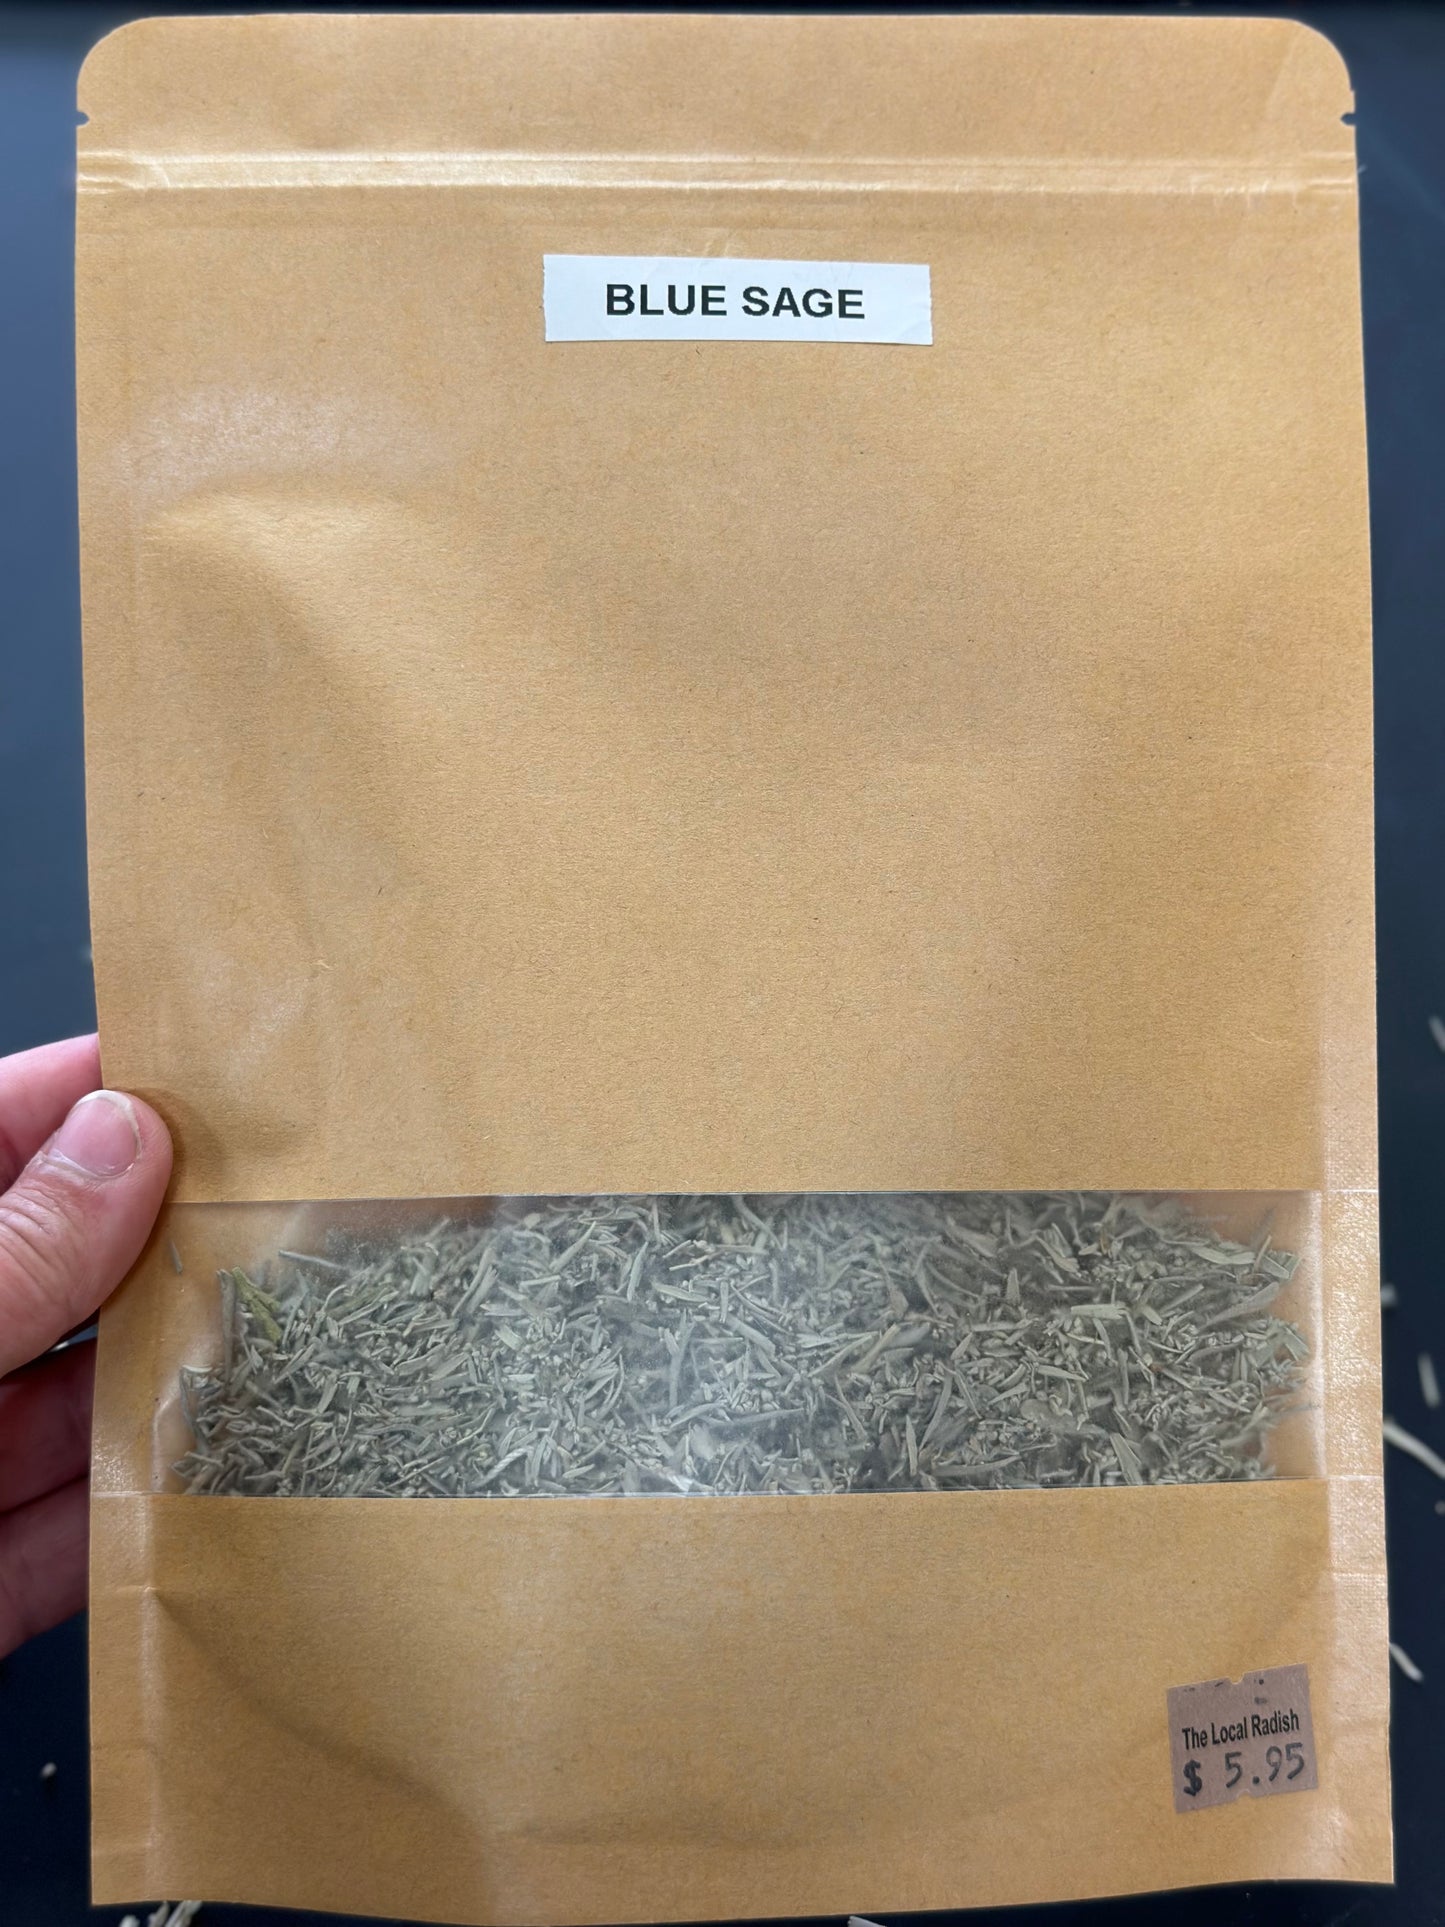 BLUE SAGE
The Local Radish
$ 5.95